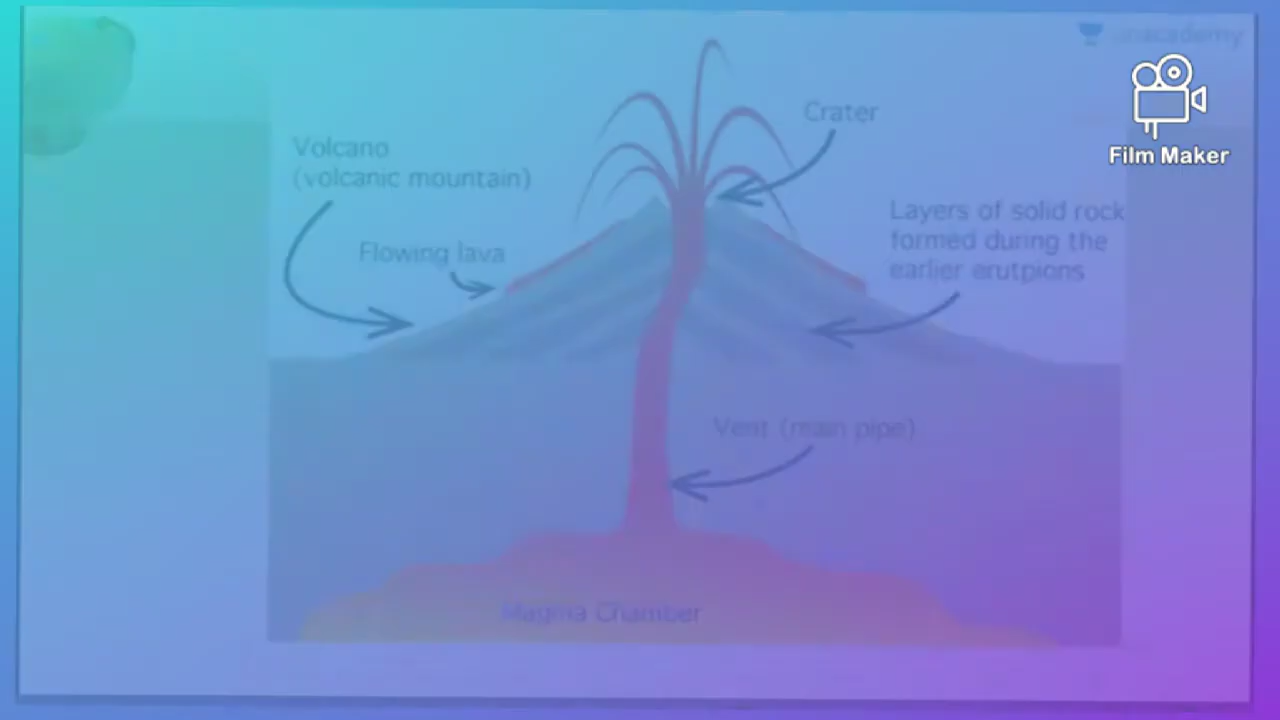 unacademy
Crater
Film Maker
Volcano
(volcanic mountain)
Layers of solid rock
formed during the
earlier erutpions
Flowing lava
Vent (main pipe)
Magma Chamber